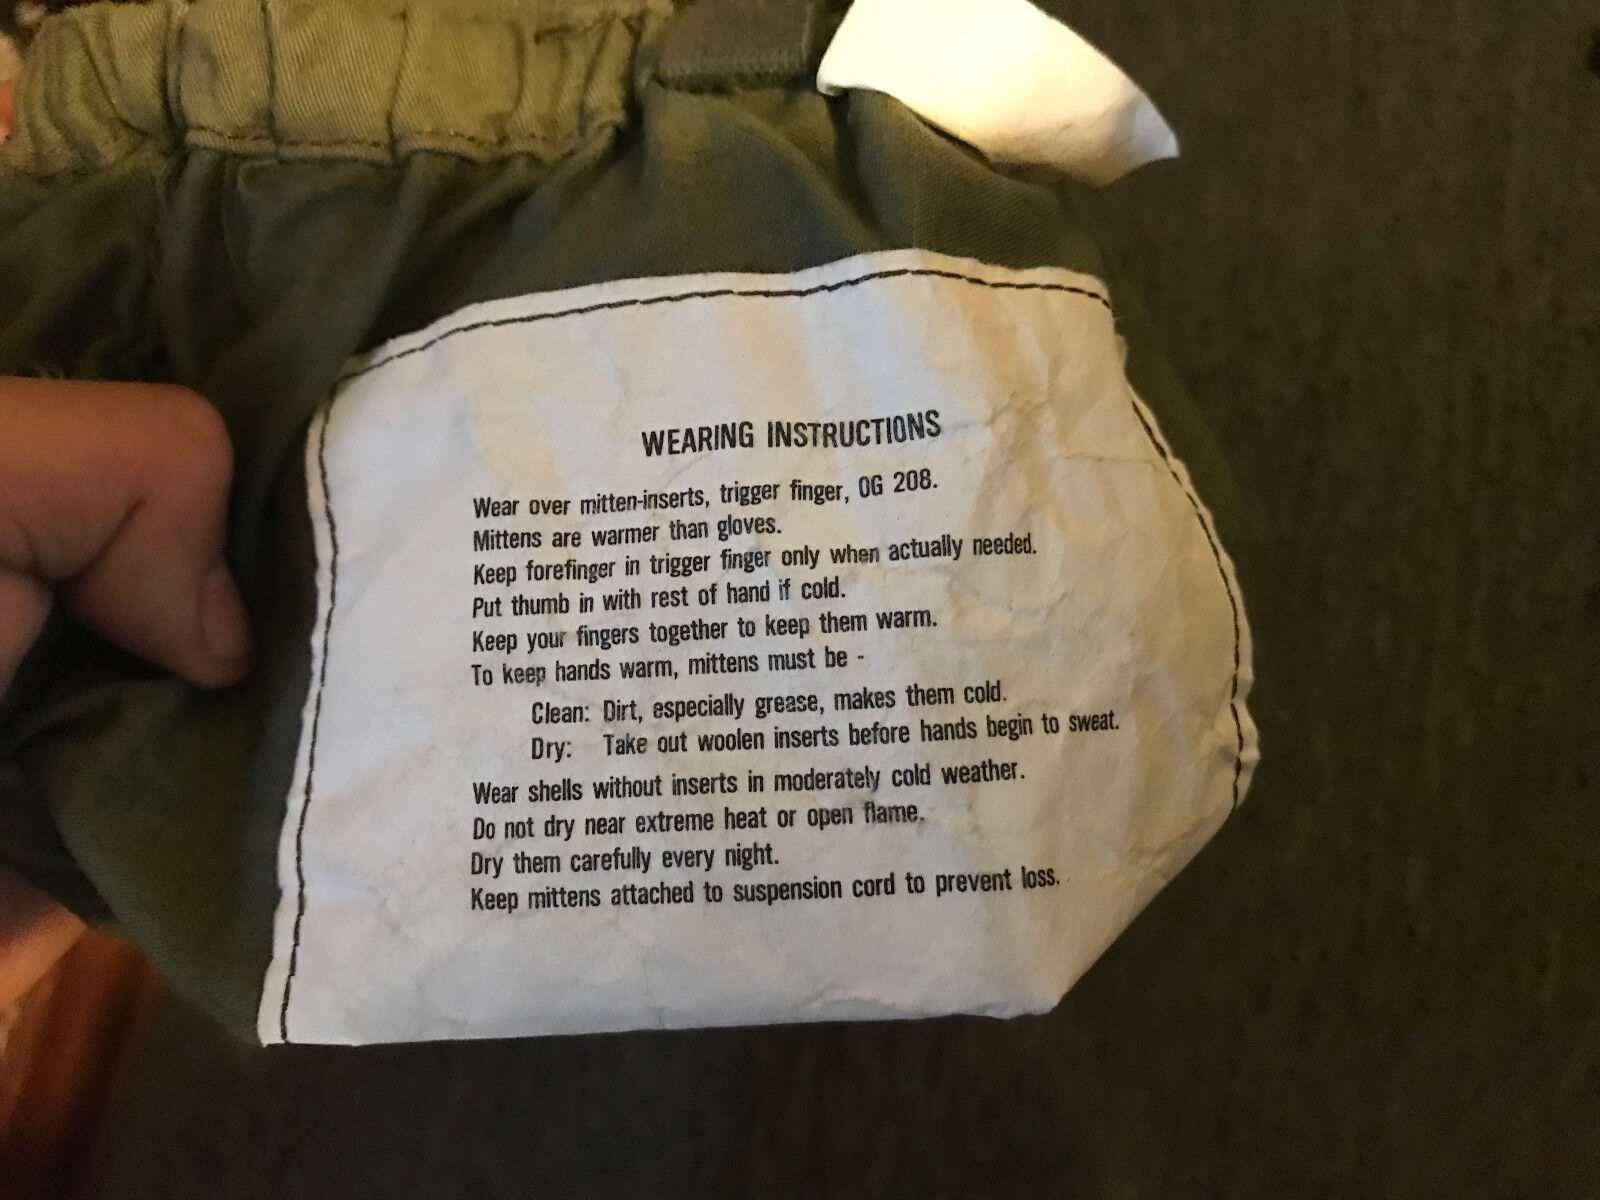 WEARING INSTRUCTIONS
Wear over mitten-inserts, trigger finger, OG 208.
Mittens are warmer than gloves.
Keep forefinger in trigger finger only when actually needed.
Put thumb in with rest of hand if cold.
Keep your fingers together to keep them warm.
To keep hands warm, mittens must be -
Clean: Dirt, especially grease, makes them cold.
Dry: Take out woolen inserts before hands begin to sweat.
Wear shells without inserts in moderately cold weather.
Do not dry near extreme heat or open flame.
Dry them carefully every night.
Keep mittens attached to suspension cord to prevent loss.